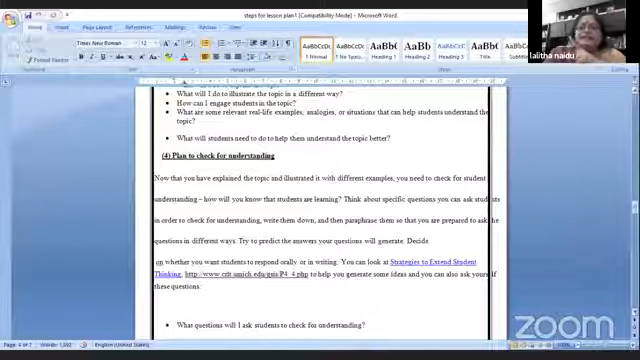 steps for lesson plan1 [Compatibility Mode] - Microsoft Word
Home Insert Page Layout References Mailings Review View
Times New Roman 12
Format Painter
AaBbCcDc AaBbCcDc AaBbC AaBb AaBbC AaBbCc
1 Normal 1 No Spacing Heading 1 Heading 2 Heading 3 Title
lalitha naidu
• What will I do to illustrate the topic in a different way?
• How can I engage students in the topic?
• What are some relevant real-life examples, analogies, or situations that can help students understand the
topic?
• What will students need to do to help them understand the topic better?
(4) Plan to check for understanding
Now that you have explained the topic and illustrated it with different examples, you need to check for student
understanding – how will you know that students are learning? Think about specific questions you can ask students
in order to check for understanding, write them down, and then paraphrase them so that you are prepared to ask the
questions in different ways. Try to predict the answers your questions will generate. Decide
on whether you want students to respond orally or in writing. You can look at Strategies to Extend Student
Thinking, http://www.crlt.umich.edu/gsis/P4_4.php to help you generate some ideas and you can also ask yourself
these questions:
• What questions will I ask students to check for understanding?
zoom
Words: 1,592 English (United States) 100%